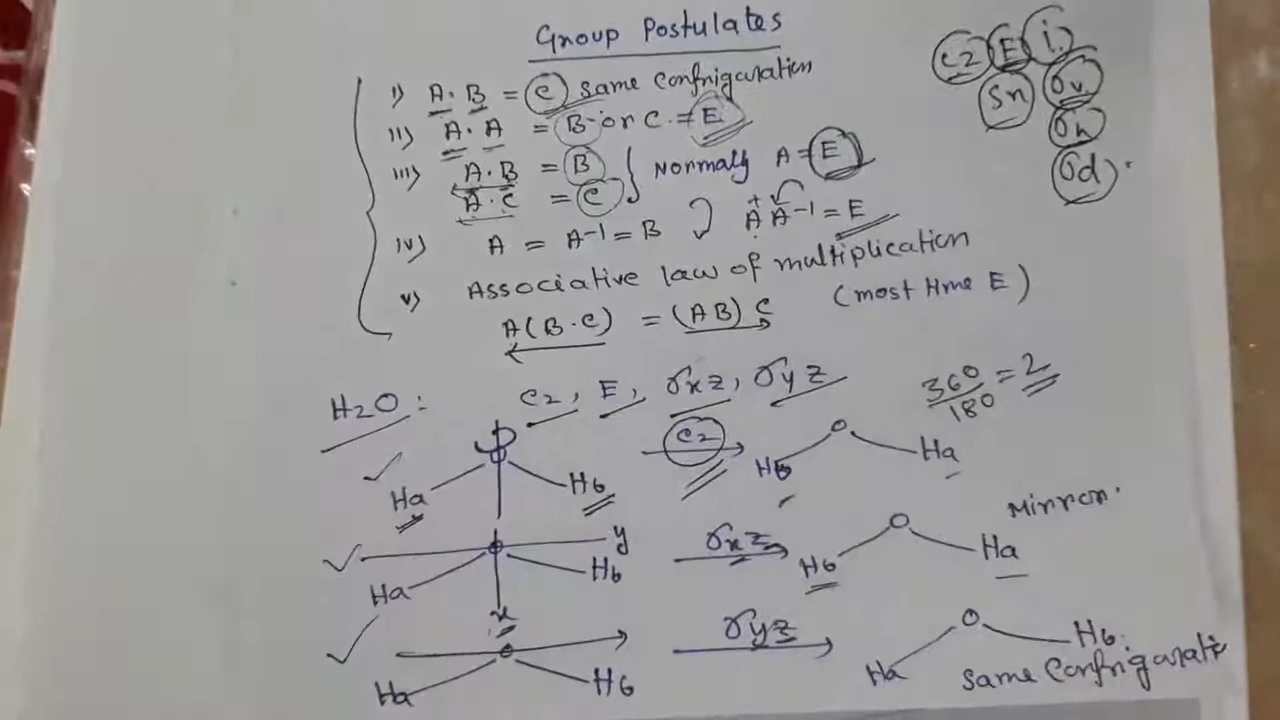 Group Postulates
C2 E i
Sn σv
σh
σd
i) A. B = C same confrigaration
ii) A. A = B or C = E
iii) A.B = B } Normally A = E
A.C = C
iv) A = A-1 = B A A-1 = E
v) Associative law of multiplication
A(B.C) = (AB) C (most time E)
H2O: C2, E, σxz, σyz 360/180 = 2
Ha Hb C2 Hb O Ha
y Ha Hb x σxz Hb O Ha Mirror.
Ha Hb σyz Ha O Hb.
same confrigarati